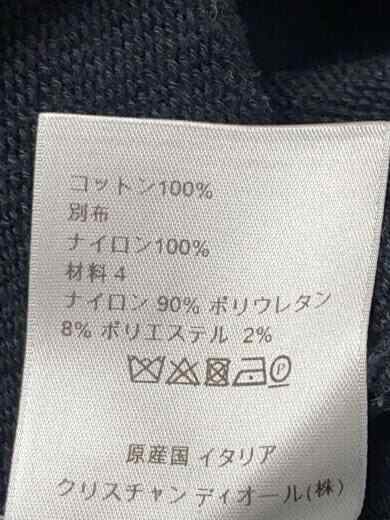 コットン100%
別布
ナイロン100%
材料 4
ナイロン 90% ポリウレタン
8% ポリエステル 2%
P
原産国 イタリア
クリスチャン ディオール(株)